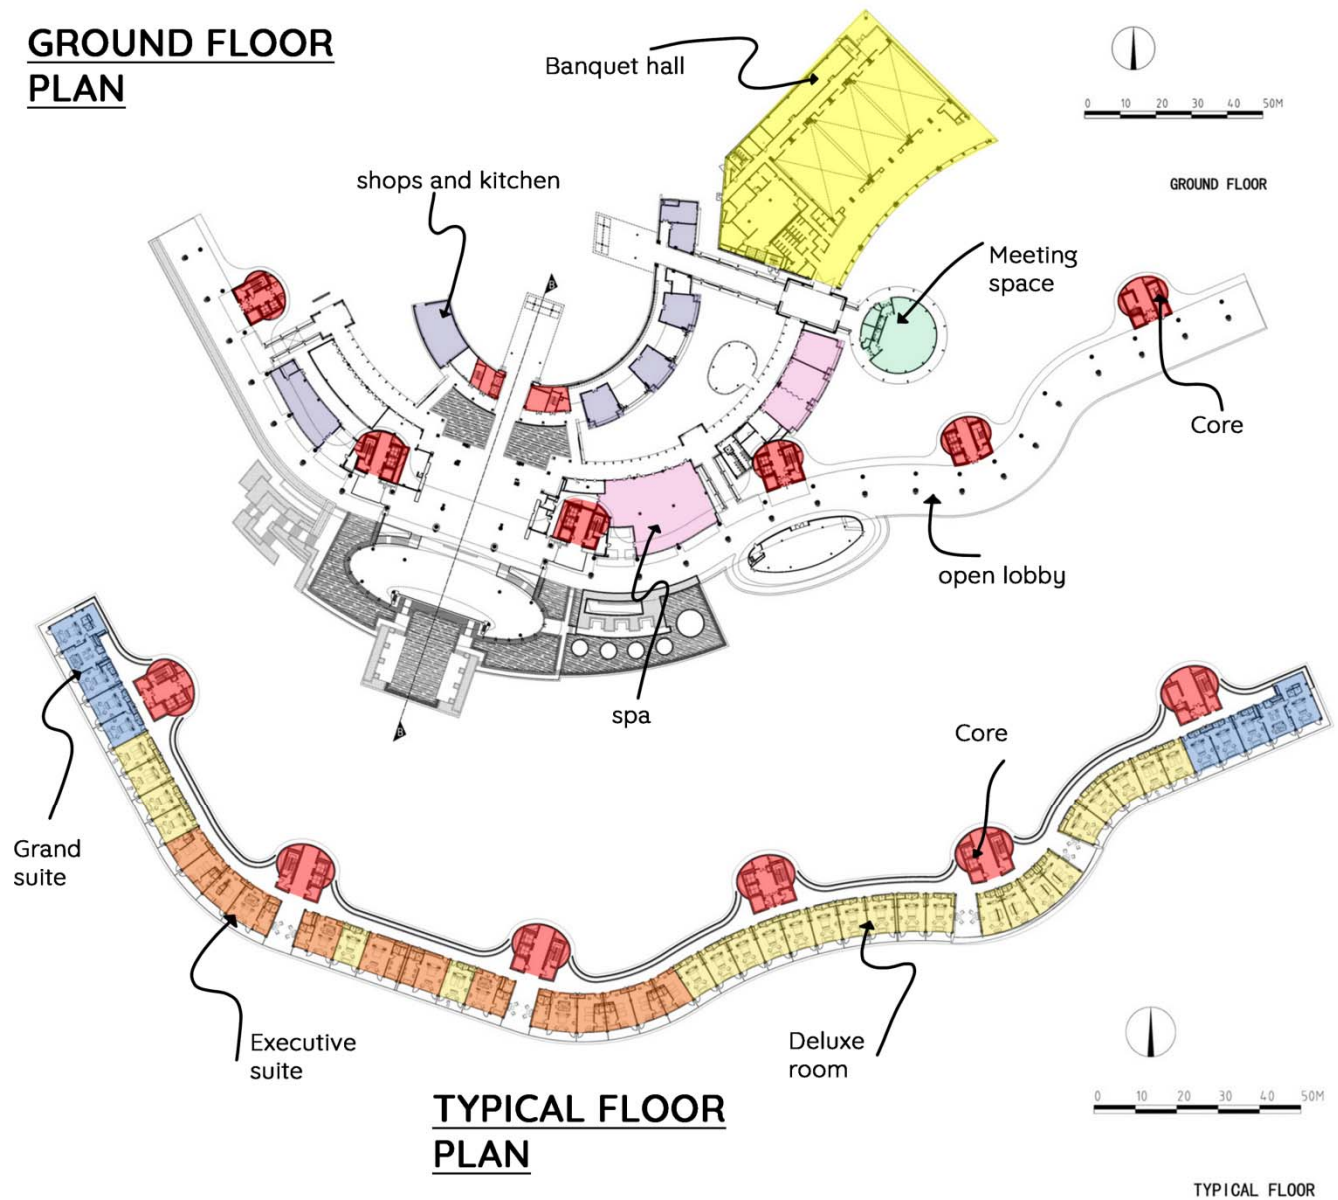 GROUND FLOOR
PLAN
Banquet hall
0 10 20 30 40 50M
GROUND FLOOR
shops and kitchen
Meeting
space
B
Core
open lobby
spa
B
Core
Grand
suite
Executive
suite
Deluxe
room
TYPICAL FLOOR
PLAN
0 10 20 30 40 50M
TYPICAL FLOOR